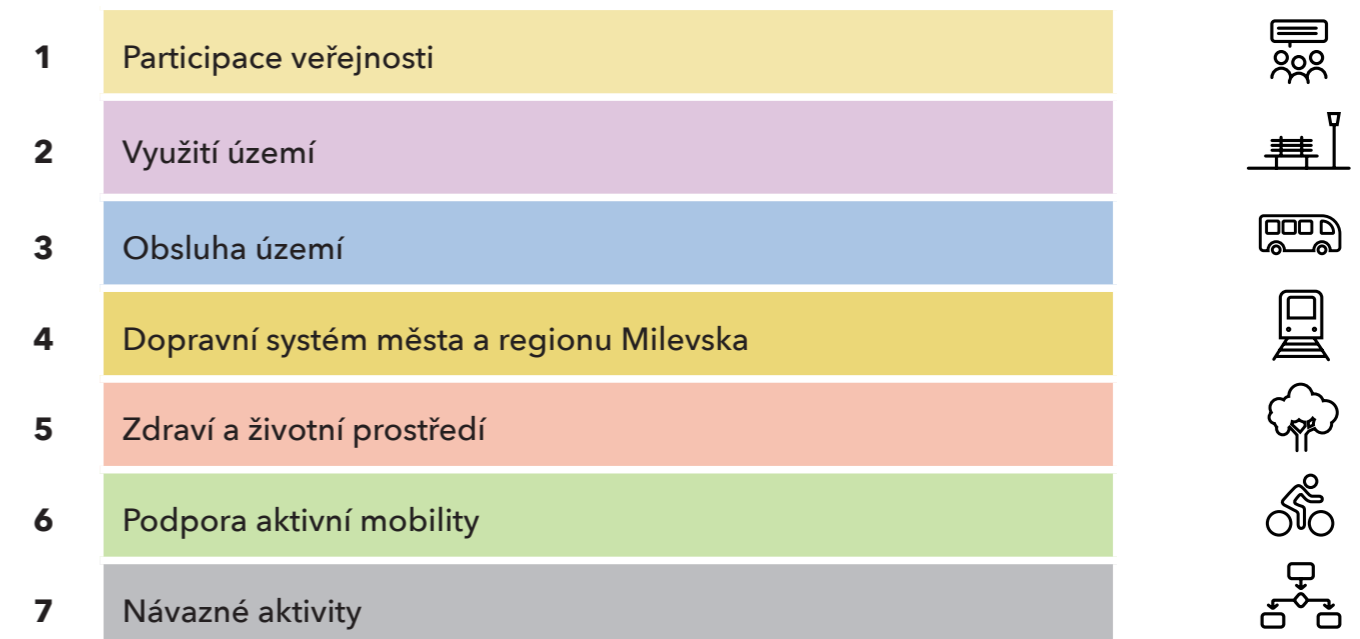 1 Participace veřejnosti
2 Využití území
3 Obsluha území
4 Dopravní systém města a regionu Milevska
5 Zdraví a životní prostředí
6 Podpora aktivní mobility
7 Návazné aktivity